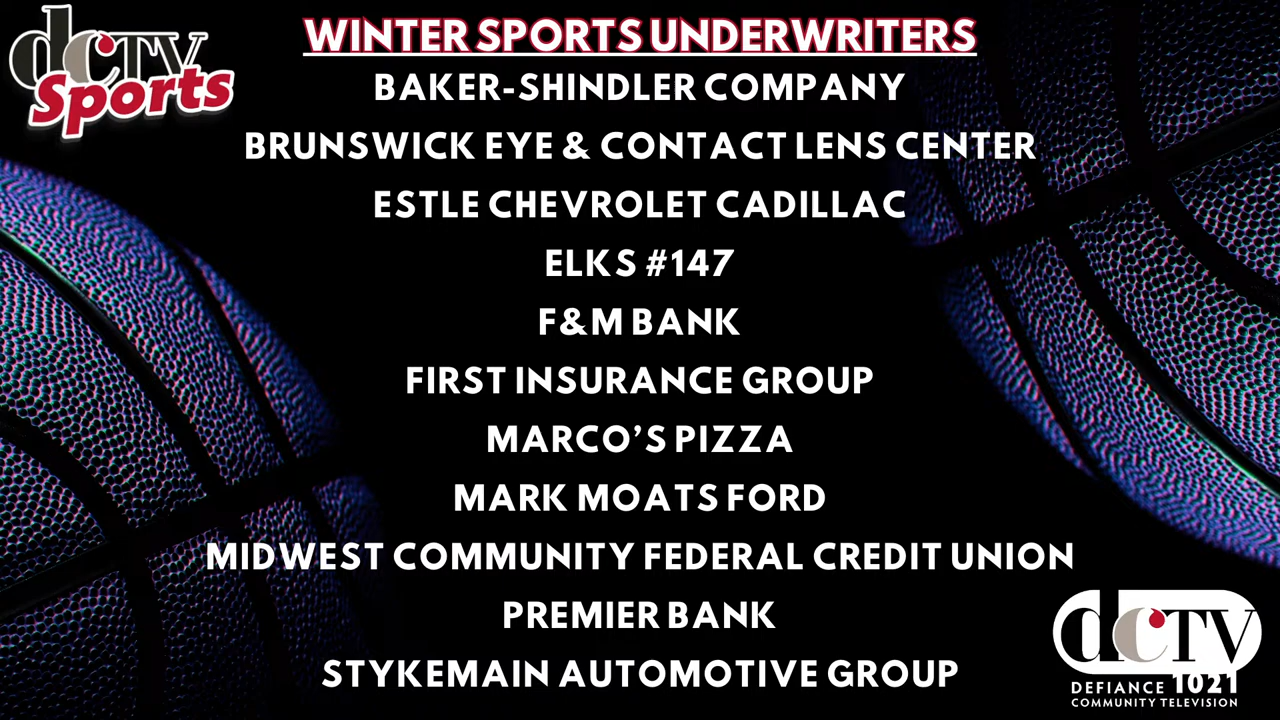 dcTV
Sports
WINTER SPORTS UNDERWRITERS
BAKER-SHINDLER COMPANY
BRUNSWICK EYE & CONTACT LENS CENTER
ESTLE CHEVROLET CADILLAC
ELKS #147
F&M BANK
FIRST INSURANCE GROUP
MARCO’S PIZZA
MARK MOATS FORD
MIDWEST COMMUNITY FEDERAL CREDIT UNION
PREMIER BANK
STYKEMAIN AUTOMOTIVE GROUP
dcTV
DEFIANCE 1021
COMMUNITY TELEVISION